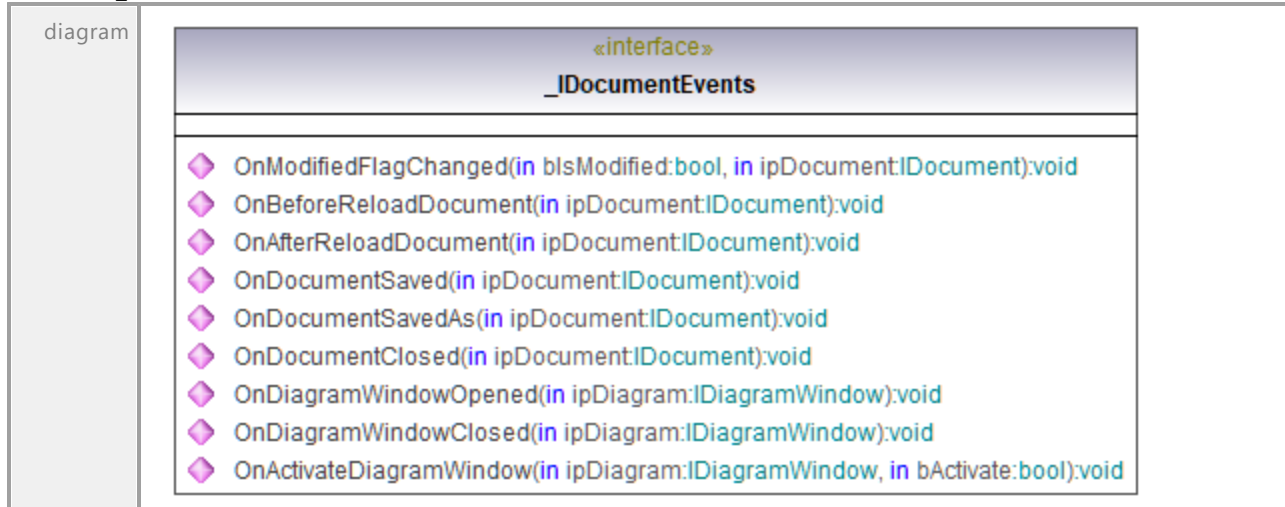 diagram
«interface»
_IDocumentEvents
OnModifiedFlagChanged(in bIsModified:bool, in ipDocument:IDocument):void
OnBeforeReloadDocument(in ipDocument:IDocument):void
OnAfterReloadDocument(in ipDocument:IDocument):void
OnDocumentSaved(in ipDocument:IDocument):void
OnDocumentSavedAs(in ipDocument:IDocument):void
OnDocumentClosed(in ipDocument:IDocument):void
OnDiagramWindowOpened(in ipDiagram:IDiagramWindow):void
OnDiagramWindowClosed(in ipDiagram:IDiagramWindow):void
OnActivateDiagramWindow(in ipDiagram:IDiagramWindow, in bActivate:bool):void